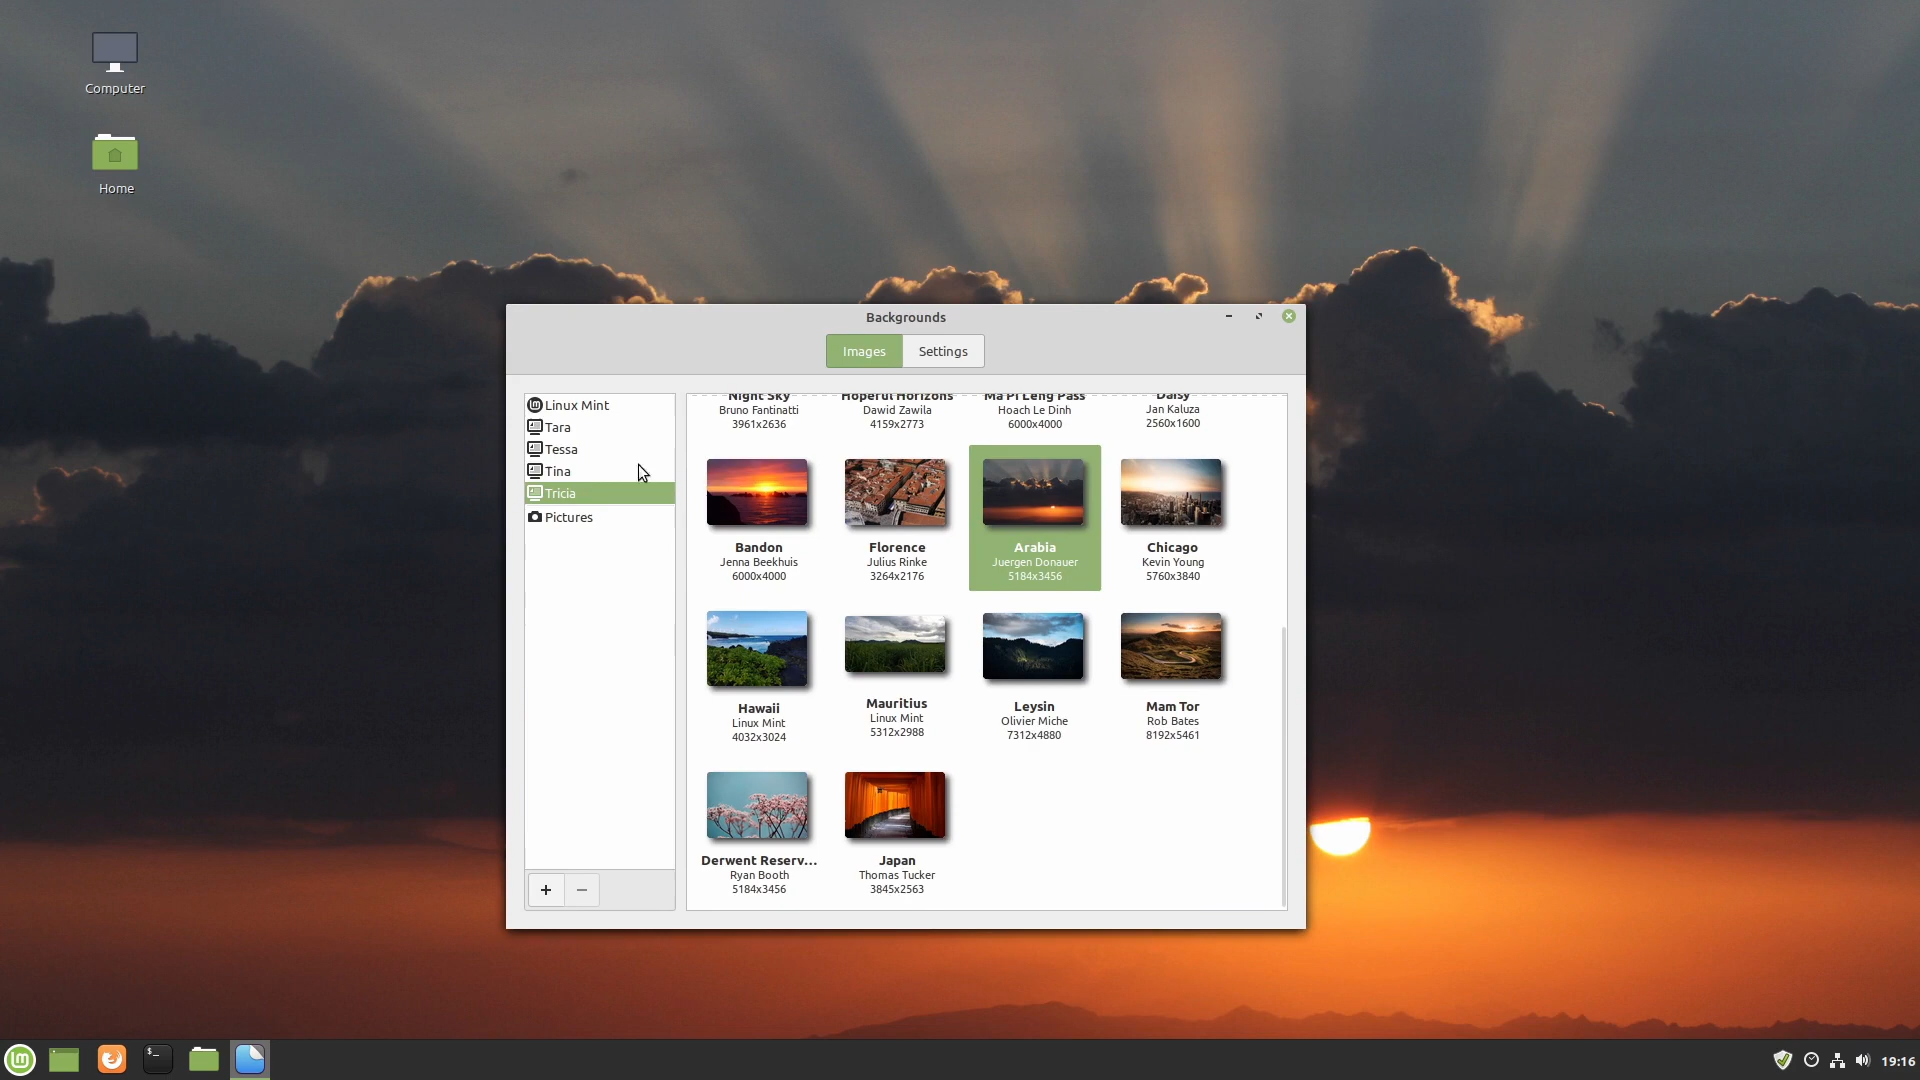 Computer
Home
Backgrounds
Images Settings
Linux Mint
Tara
Tessa
Tina
Tricia
Pictures
Night Sky
Bruno Fantinatti
3961x2636
Hopeful Horizons
Dawid Zawila
4159x2773
Ma Pi Leng Pass
Hoach Le Dinh
6000x4000
Daisy
Jan Kaluza
2560x1600
Bandon
Jenna Beekhuis
6000x4000
Florence
Julius Rinke
3264x2176
Arabia
Juergen Donauer
5184x3456
Chicago
Kevin Young
5760x3840
Hawaii
Linux Mint
4032x3024
Mauritius
Linux Mint
5312x2988
Leysin
Olivier Miche
7312x4880
Mam Tor
Rob Bates
8192x5461
Derwent Reserv...
Ryan Booth
5184x3456
Japan
Thomas Tucker
3845x2563
19:16